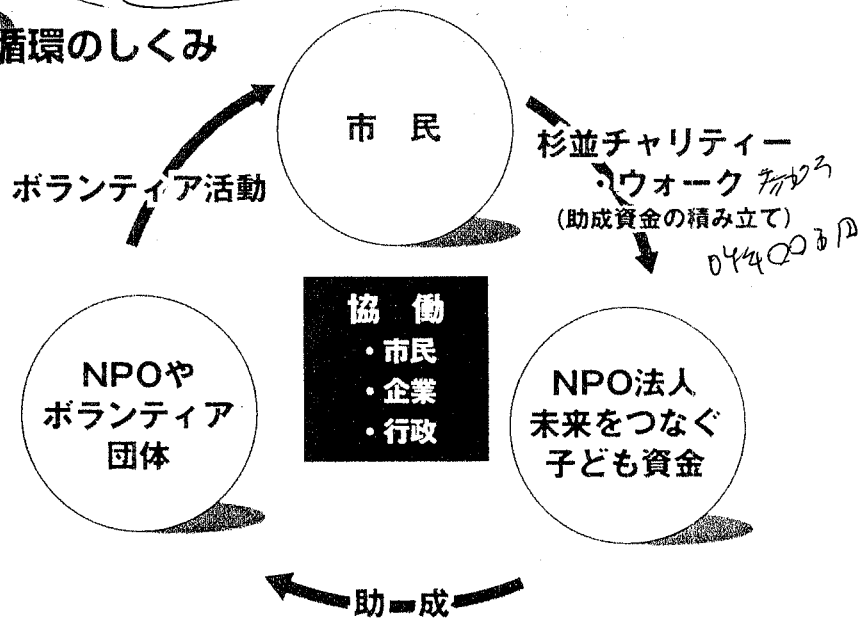 循環のしくみ
市 民
ボランティア活動
杉並チャリティー
・ウォーク
(助成資金の積み立て)
協 働
・市民
・企業
・行政
NPOや
ボランティア
団体
NPO法人
未来をつなぐ
子ども資金
助成